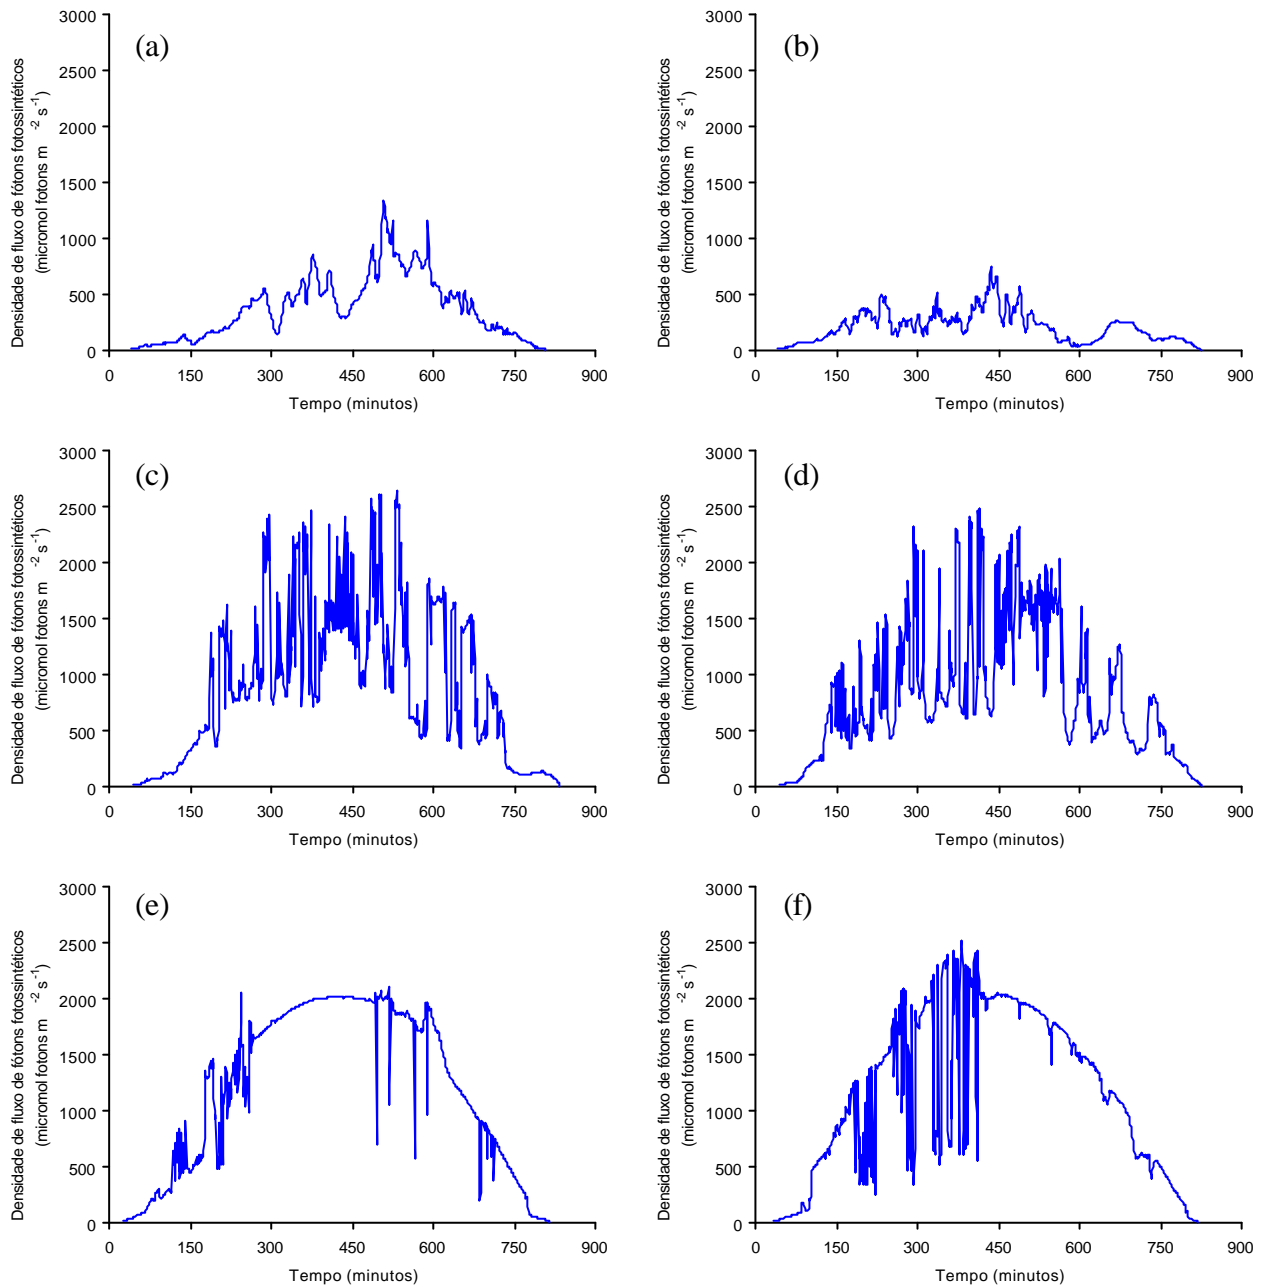 (a)
Densidade de fluxo de fótons fotossintéticos
(micromol fotons m -2 s -1)
3000
2500
2000
1500
1000
500
0
0 150 300 450 600 750 900
Tempo (minutos)
(b)
Densidade de fluxo de fótons fotossintéticos
(micromol fotons m -2 s -1)
3000
2500
2000
1500
1000
500
0
0 150 300 450 600 750 900
Tempo (minutos)
(c)
Densidade de fluxo de fótons fotossintéticos
(micromol fotons m -2 s -1)
3000
2500
2000
1500
1000
500
0
0 150 300 450 600 750 900
Tempo (minutos)
(d)
Densidade de fluxo de fótons fotossintéticos
(micromol fotons m -2 s -1)
3000
2500
2000
1500
1000
500
0
0 150 300 450 600 750 900
Tempo (minutos)
(e)
Densidade de fluxo de fótons fotossintéticos
(micromol fotons m -2 s -1)
3000
2500
2000
1500
1000
500
0
0 150 300 450 600 750 900
Tempo (minutos)
(f)
Densidade de fluxo de fótons fotossintéticos
(micromol fotons m -2 s -1)
3000
2500
2000
1500
1000
500
0
0 150 300 450 600 750 900
Tempo (minutos)